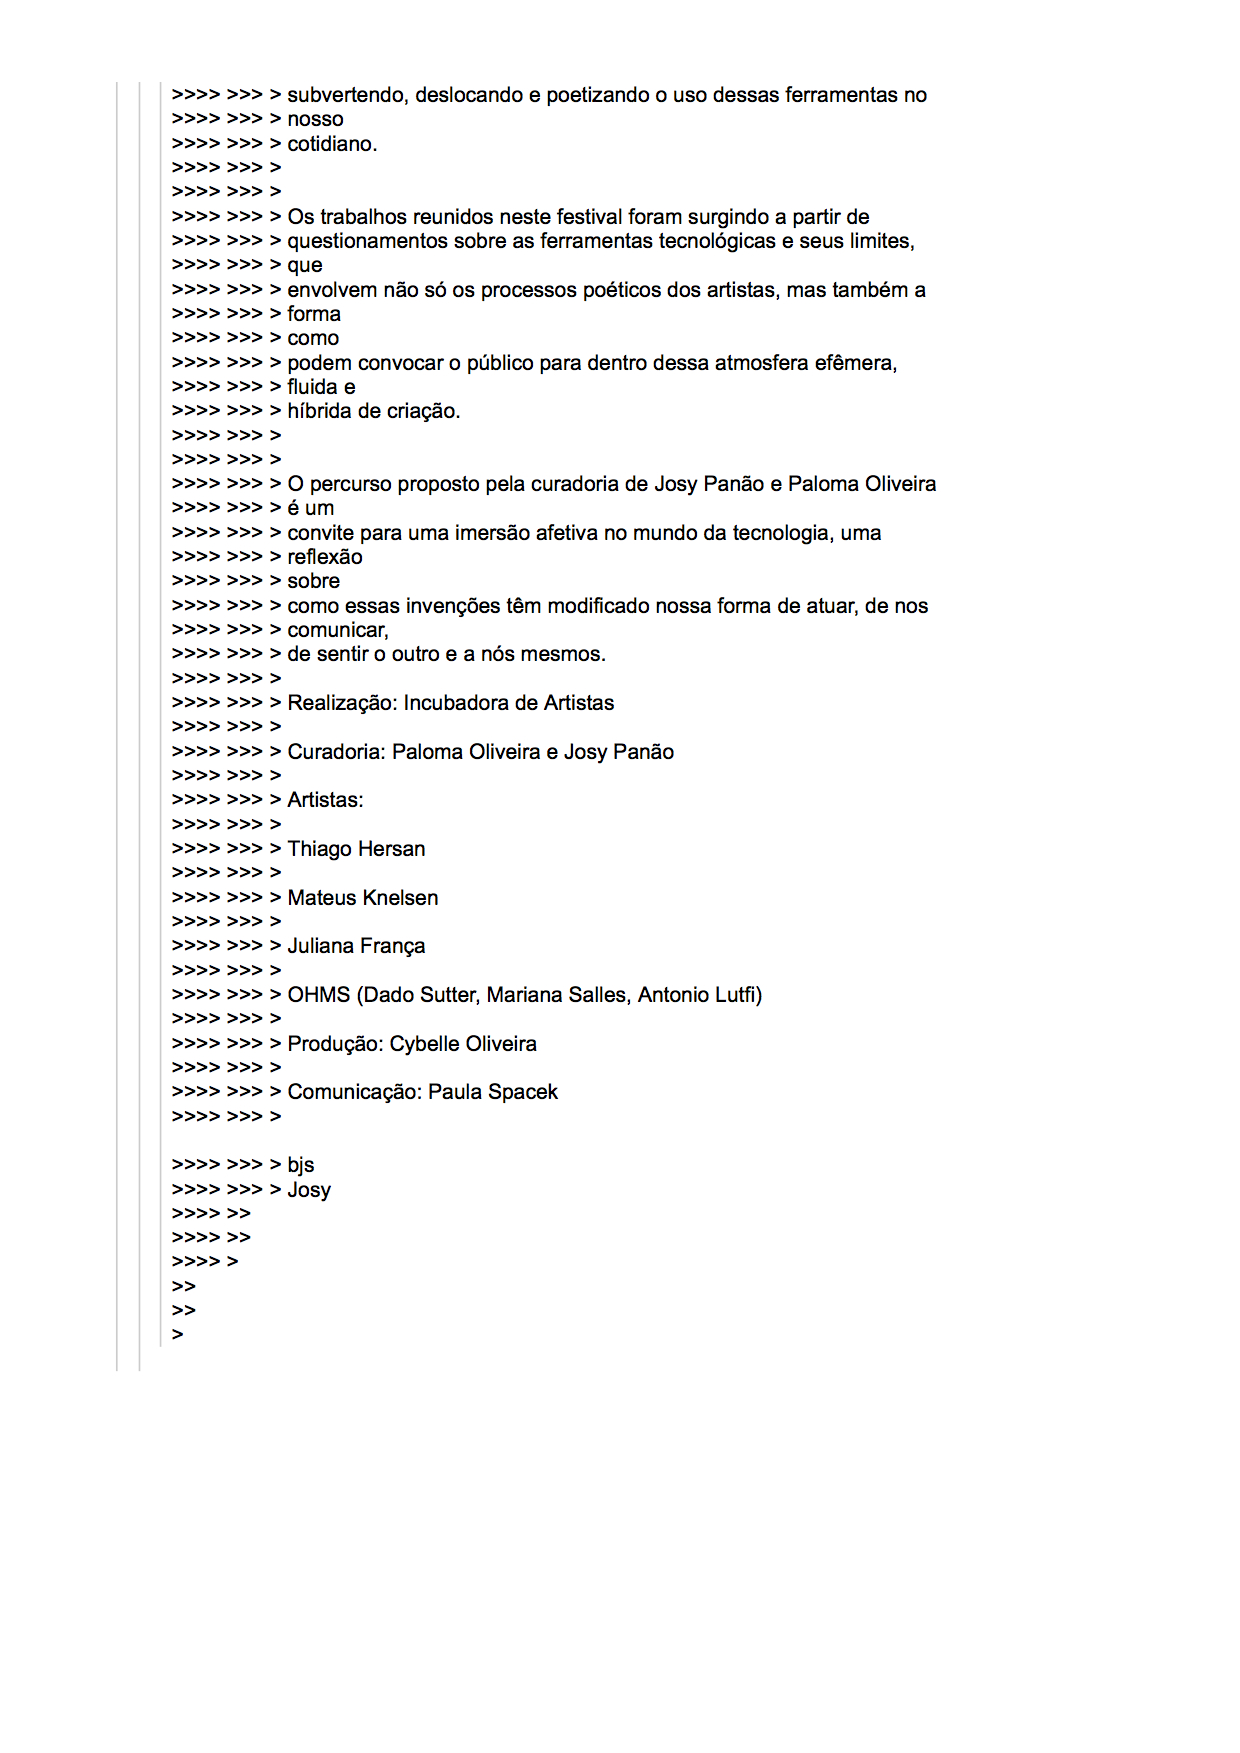 >>>> >>> > subvertendo, deslocando e poetizando o uso dessas ferramentas no
>>>> >>> > nosso
>>>> >>> > cotidiano.
>>>> >>> >
>>>> >>> >
>>>> >>> > Os trabalhos reunidos neste festival foram surgindo a partir de
>>>> >>> > questionamentos sobre as ferramentas tecnológicas e seus limites,
>>>> >>> > que
>>>> >>> > envolvem não só os processos poéticos dos artistas, mas também a
>>>> >>> > forma
>>>> >>> > como
>>>> >>> > podem convocar o público para dentro dessa atmosfera efêmera,
>>>> >>> > fluida e
>>>> >>> > híbrida de criação.
>>>> >>> >
>>>> >>> >
>>>> >>> > O percurso proposto pela curadoria de Josy Panão e Paloma Oliveira
>>>> >>> > é um
>>>> >>> > convite para uma imersão afetiva no mundo da tecnologia, uma
>>>> >>> > reflexão
>>>> >>> > sobre
>>>> >>> > como essas invenções têm modificado nossa forma de atuar, de nos
>>>> >>> > comunicar,
>>>> >>> > de sentir o outro e a nós mesmos.
>>>> >>> >
>>>> >>> > Realização: Incubadora de Artistas
>>>> >>> >
>>>> >>> > Curadoria: Paloma Oliveira e Josy Panão
>>>> >>> >
>>>> >>> > Artistas:
>>>> >>> >
>>>> >>> > Thiago Hersan
>>>> >>> >
>>>> >>> > Mateus Knelsen
>>>> >>> >
>>>> >>> > Juliana França
>>>> >>> >
>>>> >>> > OHMS (Dado Sutter, Mariana Salles, Antonio Lutfi)
>>>> >>> >
>>>> >>> > Produção: Cybelle Oliveira
>>>> >>> >
>>>> >>> > Comunicação: Paula Spacek
>>>> >>> >
>>>> >>> > bjs
>>>> >>> > Josy
>>>> >>
>>>> >>
>>>> >
>>
>>
>